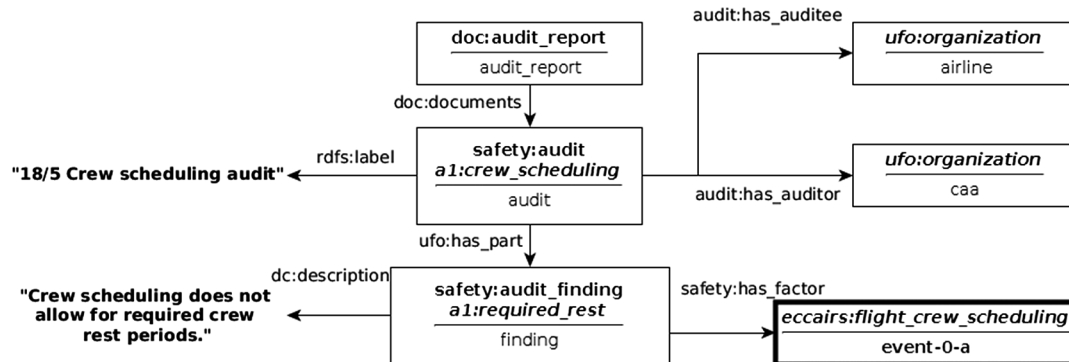 audit:has_auditee
doc:audit_report
audit_report
ufo:organization
airline
doc:documents
rdfs:label
"18/5 Crew scheduling audit"
safety:audit
a1:crew_scheduling
audit
ufo:organization
caa
audit:has_auditor
ufo:has_part
dc:description
"Crew scheduling does not
allow for required crew
rest periods."
safety:audit_finding
a1:required_rest
finding
safety:has_factor
eccairs:flight_crew_scheduling
event-0-a